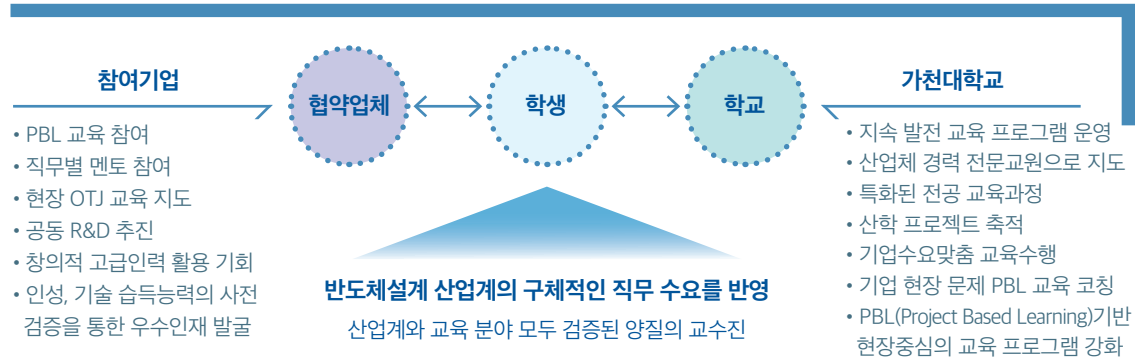 참여기업
• PBL 교육 참여
• 직무별 멘토 참여
• 현장 OTJ 교육 지도
• 공동 R&D 추진
• 창의적 고급인력 활용 기회
• 인성, 기술 습득능력의 사전
검증을 통한 우수인재 발굴
협약업체
학생
학교
반도체설계 산업계의 구체적인 직무 수요를 반영
산업계와 교육 분야 모두 검증된 양질의 교수진
가천대학교
• 지속 발전 교육 프로그램 운영
• 산업체 경력 전문교원으로 지도
• 특화된 전공 교육과정
• 산학 프로젝트 축적
• 기업수요맞춤 교육수행
• 기업 현장 문제 PBL 교육 코칭
• PBL(Project Based Learning)기반
현장중심의 교육 프로그램 강화